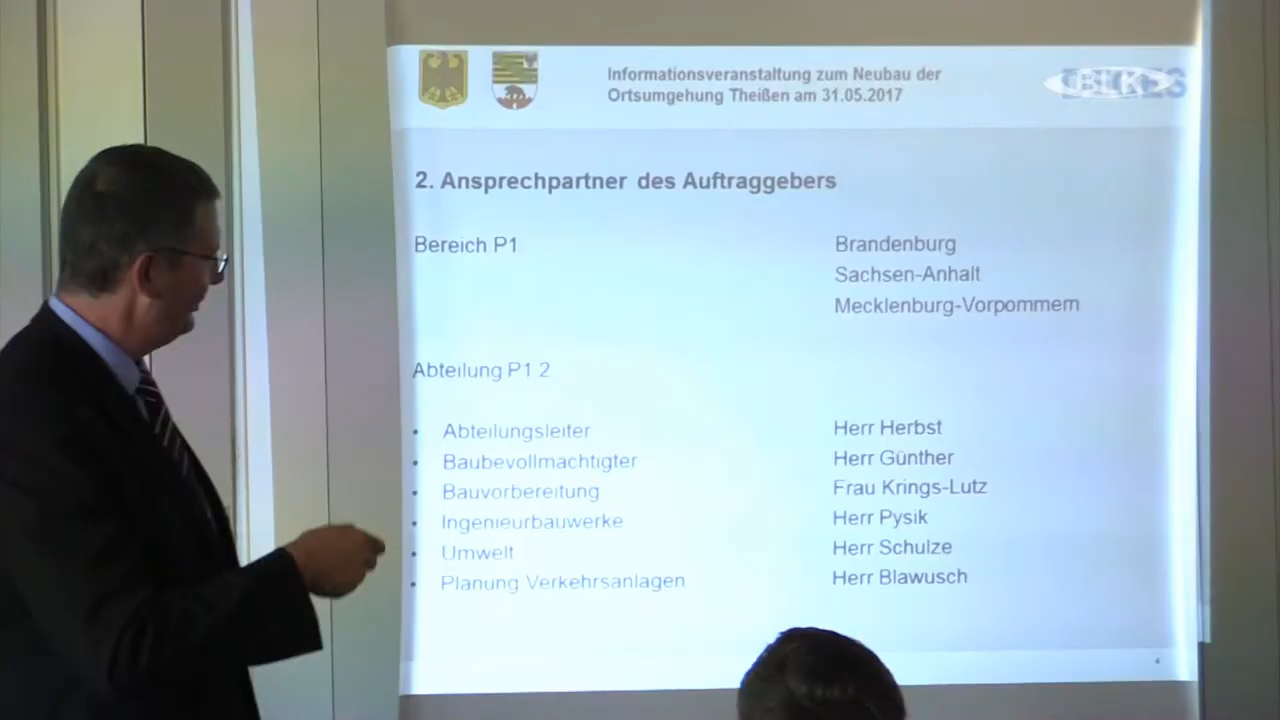 Informationsveranstaltung zum Neubau der
Ortsumgehung Theißen am 31.05.2017
BLK
2. Ansprechpartner des Auftraggebers
Bereich P1 Brandenburg
Sachsen-Anhalt
Mecklenburg-Vorpommern
Abteilung P1.2
• Abteilungsleiter Herr Herbst
• Baubevollmächtigter Herr Günther
• Bauvorbereitung Frau Krings-Lutz
• Ingenieurbauwerke Herr Pysik
• Umwelt Herr Schulze
• Planung Verkehrsanlagen Herr Blawusch
4